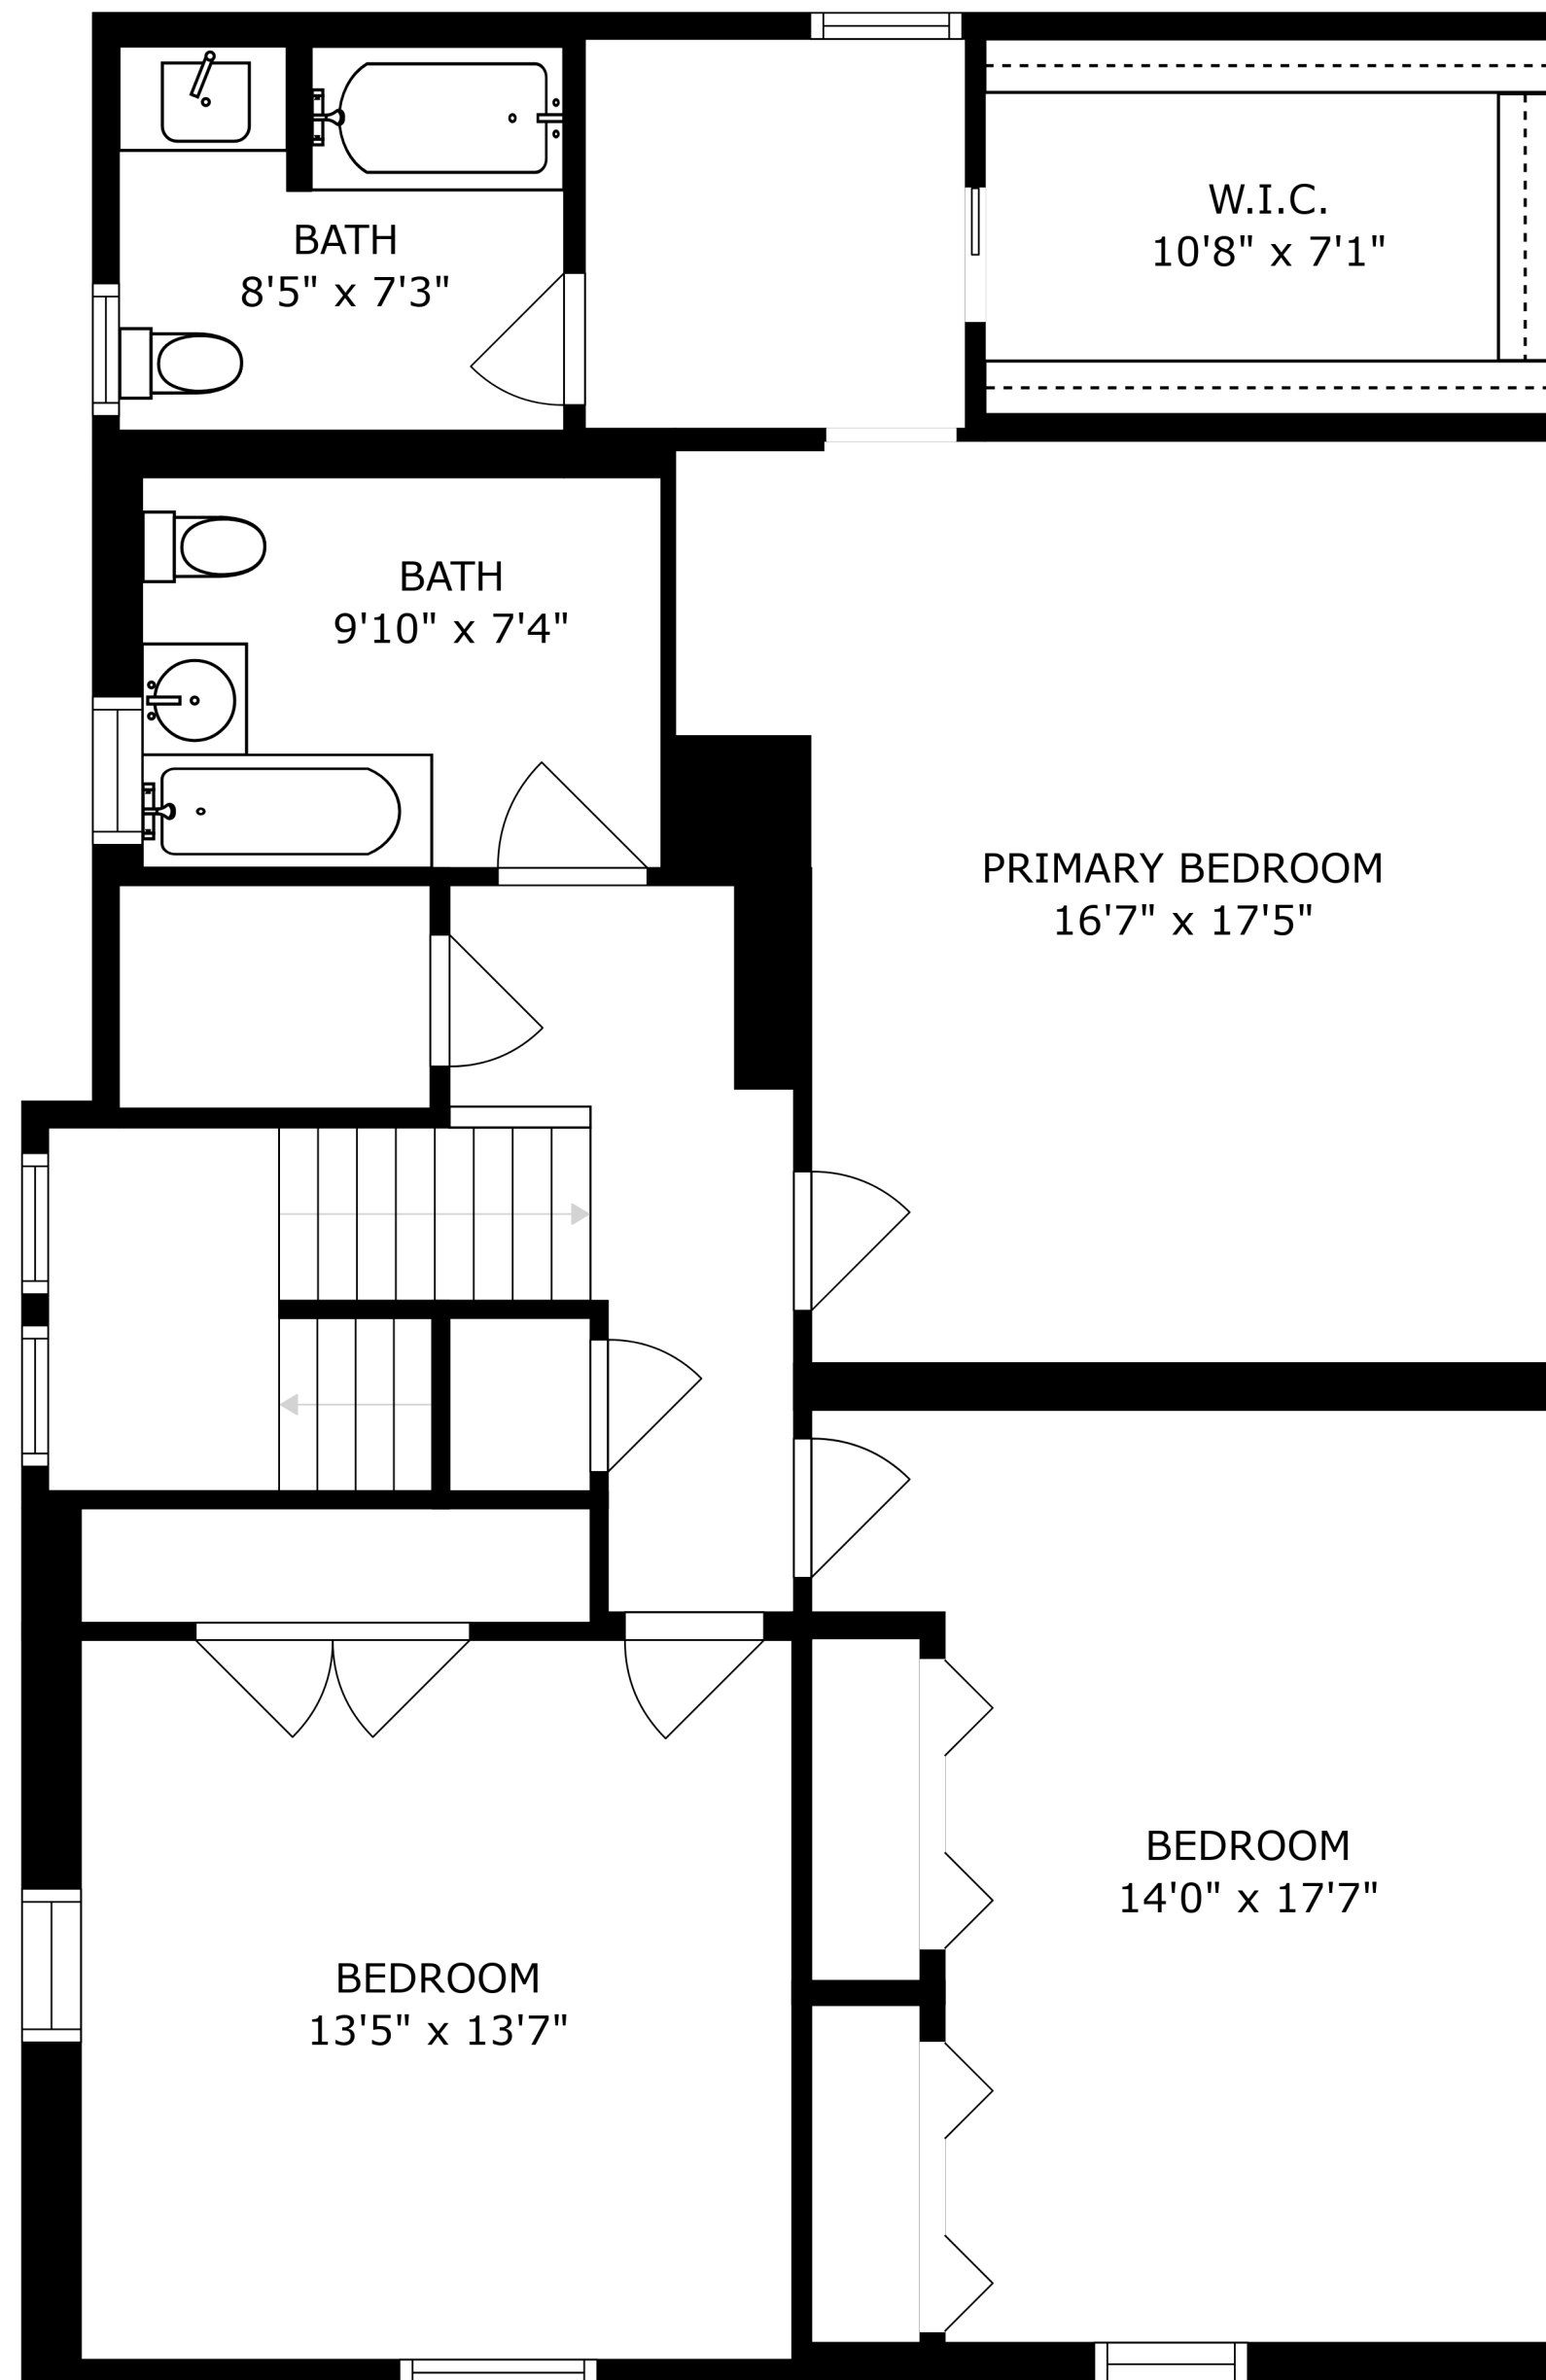 BATH
8'5" x 7'3"
W.I.C.
10'8" x 7'1"
BATH
9'10" x 7'4"
PRIMARY BEDROOM
16'7" x 17'5"
BEDROOM
14'0" x 17'7"
BEDROOM
13'5" x 13'7"